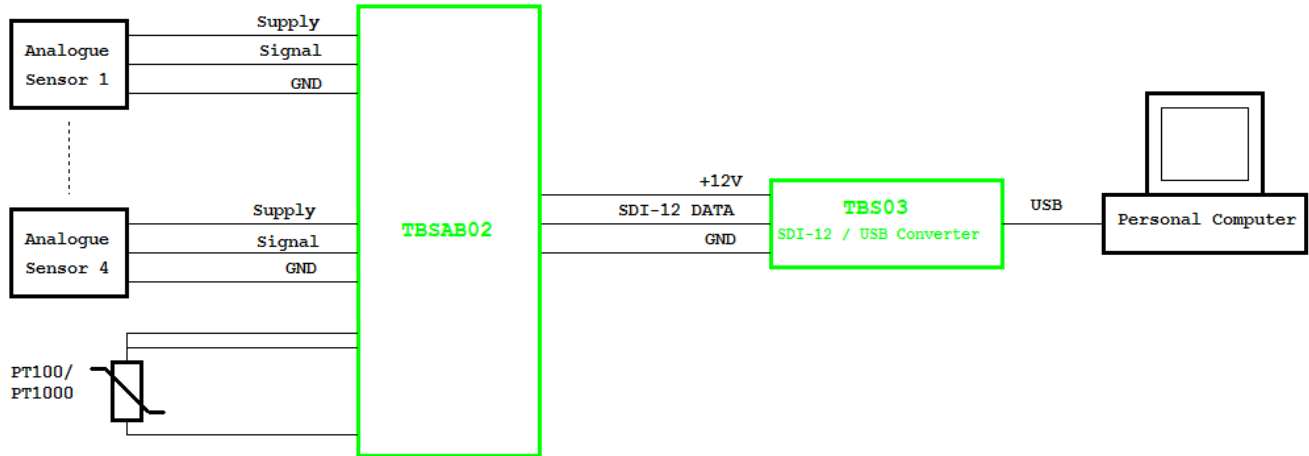 Analogue
Sensor 1
Supply
Signal
GND
Analogue
Sensor 4
Supply
Signal
GND
PT100/
PT1000
TBSAB02
+12V
SDI-12 DATA
GND
TBS03
SDI-12 / USB Converter
USB
Personal Computer